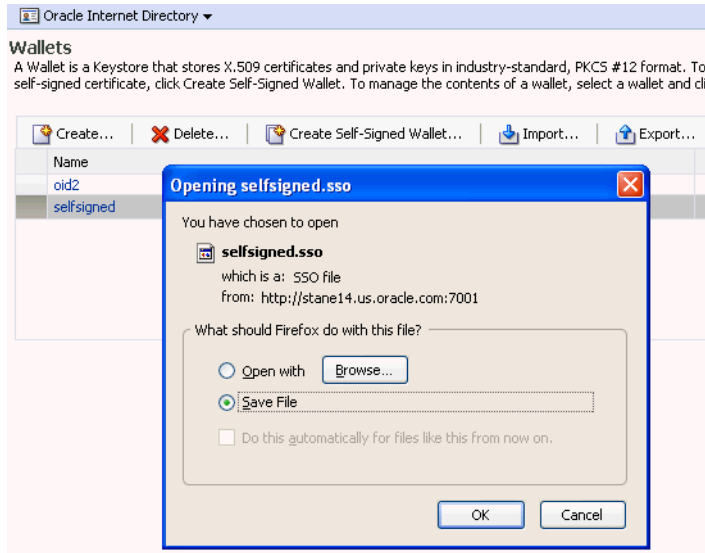 Oracle Internet Directory
Wallets
A Wallet is a Keystore that stores X.509 certificates and private keys in industry-standard, PKCS #12 format. To
self-signed certificate, click Create Self-Signed Wallet. To manage the contents of a wallet, select a wallet and cli
Create... Delete... Create Self-Signed Wallet... Import... Export...
Name
oid2
selfsigned
Opening selfsigned.sso
You have chosen to open
selfsigned.sso
which is a: SSO file
from: http://stane14.us.oracle.com:7001
What should Firefox do with this file?
Open with Browse...
Save File
Do this automatically for files like this from now on.
OK Cancel